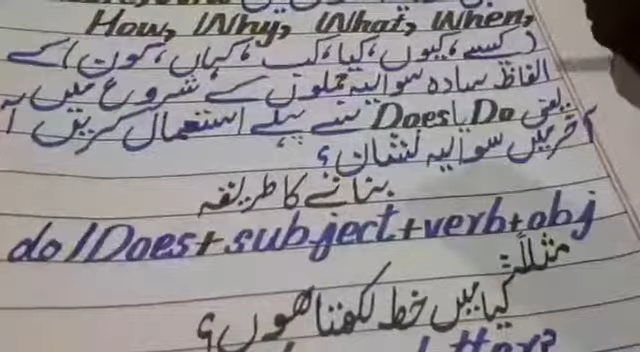 How, Why, What, When,
(کیسے، کیوں، کیا، کب، کہاں، کون) کے
الفاظ سادہ سوالیہ جملوں کے شروع میں
یعنی Do یا Does سے پہلے استعمال کریں
آخر میں سوالیہ نشان؟
بنانے کا طریقہ
do/Does+subject+verb+obj
مثلاً:
کیا میں خط لکھتا ہوں؟